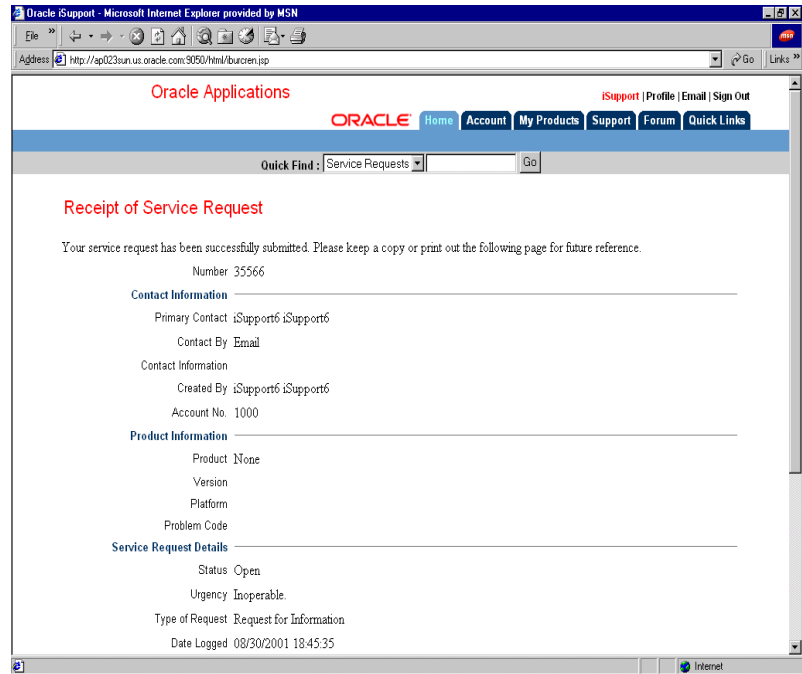 Oracle iSupport - Microsoft Internet Explorer provided by MSN
File »
Address http://ap023sun.us.oracle.com:9050/html/iburcren.jsp Go Links »
Oracle Applications
iSupport | Profile | Email | Sign Out
ORACLE Home Account My Products Support Forum Quick Links
Quick Find : Service Requests Go
Receipt of Service Request
Your service request has been successfully submitted. Please keep a copy or print out the following page for future reference.
Number 35566
Contact Information
Primary Contact iSupport6 iSupport6
Contact By Email
Contact Information
Created By iSupport6 iSupport6
Account No. 1000
Product Information
Product None
Version
Platform
Problem Code
Service Request Details
Status Open
Urgency Inoperable.
Type of Request Request for Information
Date Logged 08/30/2001 18:45:35
Internet